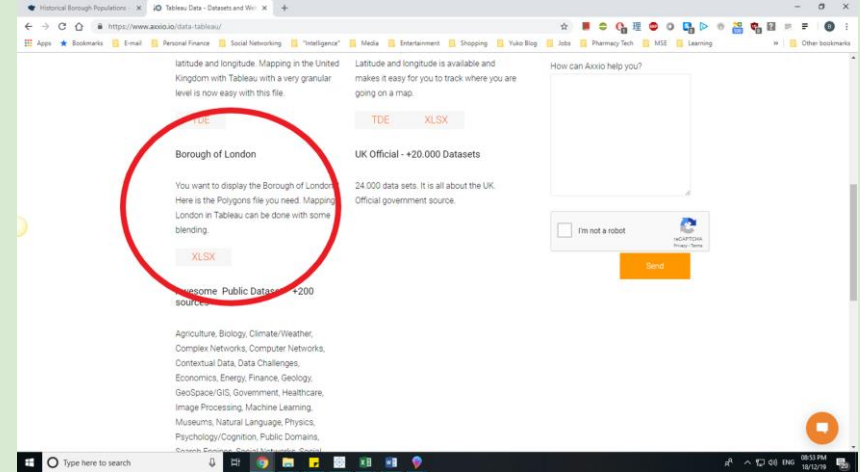 Historical Borough Populations
Tableau Data - Datasets and Wer
https://www.axxio.io/data-tableau/
Apps Bookmarks E-mail Personal Finance Social Networking "Intelligence" Media Entertainment Shopping Yuko Blog Jobs Pharmacy Tech MSE Learning Other bookmarks
latitude and longitude. Mapping in the United
Kingdom with Tableau with a very granular
level is now easy with this file.
TDE
Latitude and longitude is available and
makes it easy for you to track where you are
going on a map.
TDE XLSX
Borough of London
You want to display the Borough of London?
Here is the Polygons file you need. Mapping
London in Tableau can be done with some
blending.
XLSX
UK Official - +20.000 Datasets
24.000 data sets. It is all about the UK.
Official government source.
Awesome Public Datasets +200
sources
Agriculture, Biology, Climate/Weather,
Complex Networks, Computer Networks,
Contextual Data, Data Challenges,
Economics, Energy, Finance, Geology,
GeoSpace/GIS, Government, Healthcare,
Image Processing, Machine Learning,
Museums, Natural Language, Physics,
Psychology/Cognition, Public Domains,
Search Engines, Social Networks, Social
How can Axxio help you?
I'm not a robot
reCAPTCHA
Privacy - Terms
Send
Type here to search
ENG
08:53 PM
18/12/19